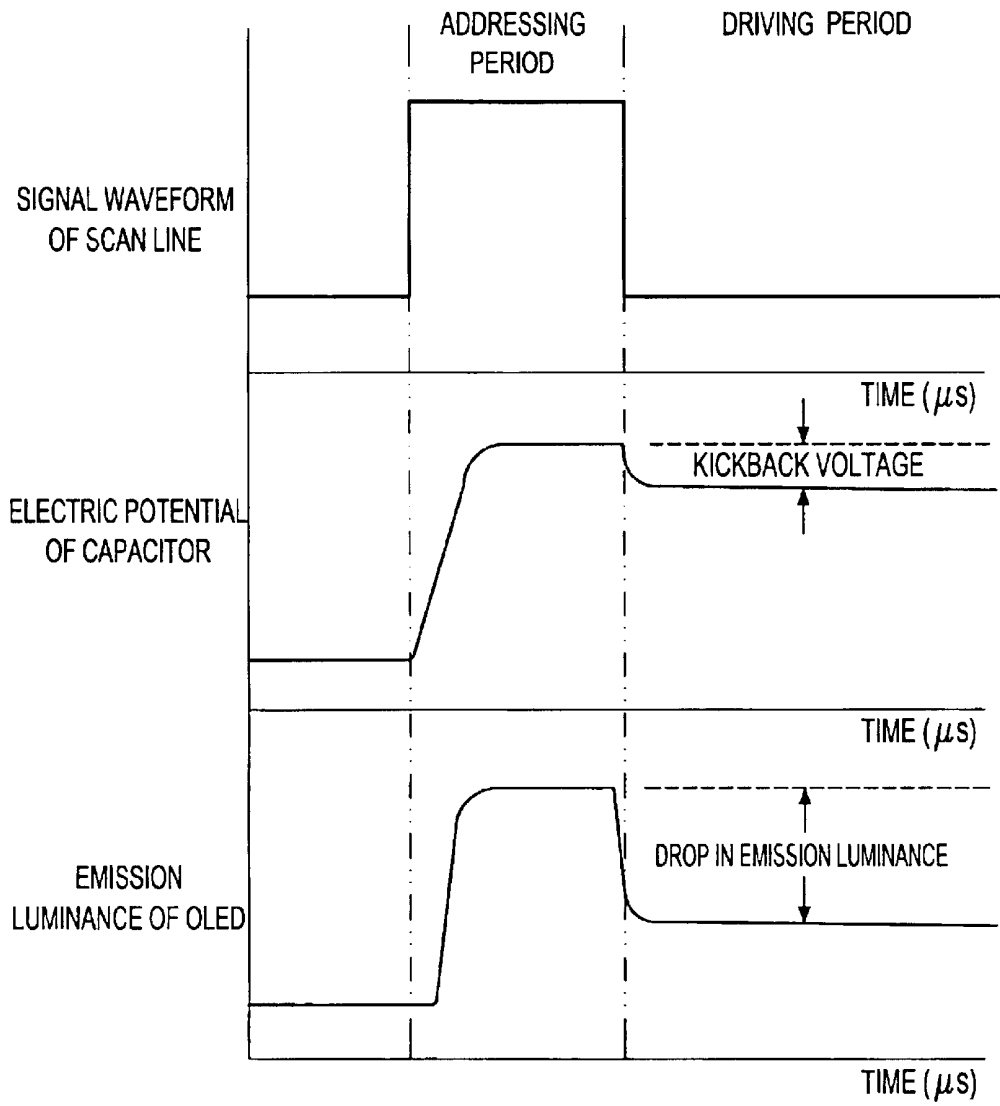 ADDRESSING
PERIOD
DRIVING PERIOD
SIGNAL WAVEFORM
OF SCAN LINE
TIME (μs)
KICKBACK VOLTAGE
ELECTRIC POTENTIAL
OF CAPACITOR
TIME (μs)
DROP IN EMISSION LUMINANCE
EMISSION
LUMINANCE OF OLED
TIME (μs)